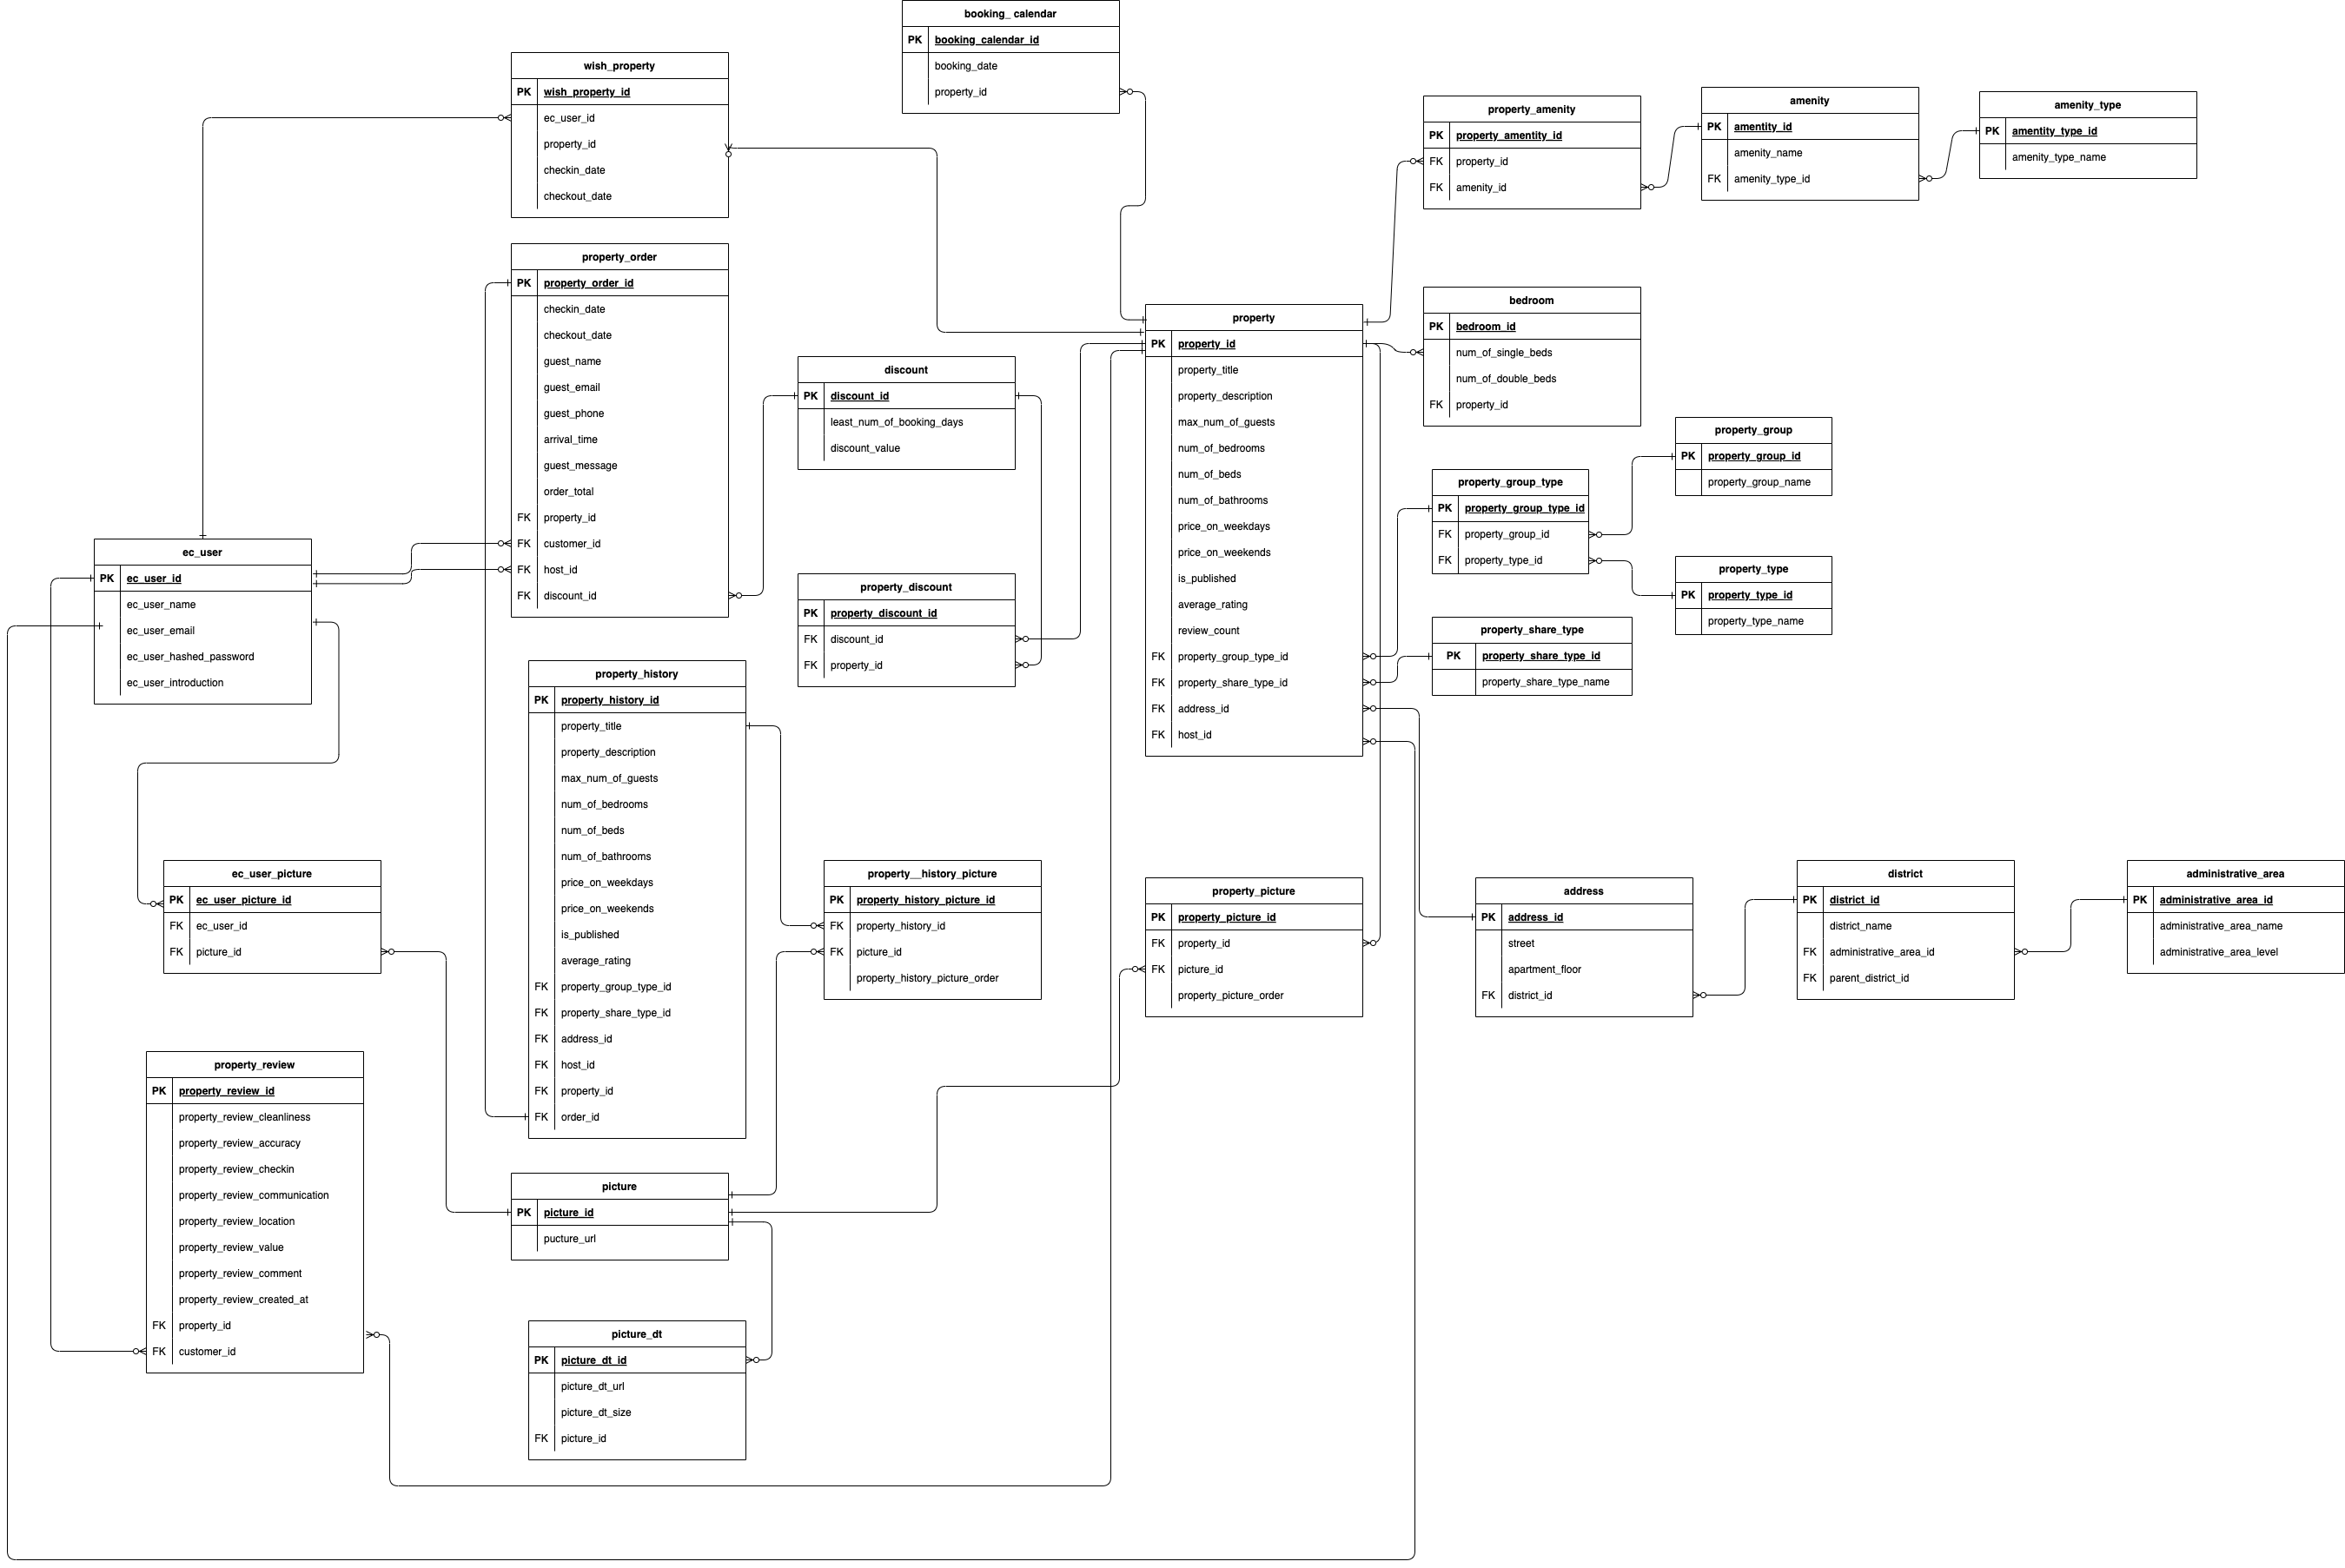 booking_ calendar
PK booking_calendar_id
booking_date
property_id
wish_property
PK wish_property_id
ec_user_id
property_id
checkin_date
checkout_date
property_amenity
PK property_amentity_id
FK property_id
FK amenity_id
amenity
PK amentity_id
amenity_name
FK amenity_type_id
amenity_type
PK amentity_type_id
amenity_type_name
property_order
PK property_order_id
checkin_date
checkout_date
guest_name
guest_email
guest_phone
arrival_time
guest_message
order_total
FK property_id
FK customer_id
FK host_id
FK discount_id
discount
PK discount_id
least_num_of_booking_days
discount_value
property_discount
PK property_discount_id
FK discount_id
FK property_id
property
PK property_id
property_title
property_description
max_num_of_guests
num_of_bedrooms
num_of_beds
num_of_bathrooms
price_on_weekdays
price_on_weekends
is_published
average_rating
review_count
FK property_group_type_id
FK property_share_type_id
FK address_id
FK host_id
bedroom
PK bedroom_id
num_of_single_beds
num_of_double_beds
FK property_id
property_group_type
PK property_group_type_id
FK property_group_id
FK property_type_id
property_group
PK property_group_id
property_group_name
property_type
PK property_type_id
property_type_name
property_share_type
PK property_share_type_id
property_share_type_name
ec_user
PK ec_user_id
ec_user_name
ec_user_email
ec_user_hashed_password
ec_user_introduction
property_history
PK property_history_id
property_title
property_description
max_num_of_guests
num_of_bedrooms
num_of_beds
num_of_bathrooms
price_on_weekdays
price_on_weekends
is_published
average_rating
FK property_group_type_id
FK property_share_type_id
FK address_id
FK host_id
FK property_id
FK order_id
ec_user_picture
PK ec_user_picture_id
FK ec_user_id
FK picture_id
property__history_picture
PK property_history_picture_id
FK property_history_id
FK picture_id
property_history_picture_order
property_picture
PK property_picture_id
FK property_id
FK picture_id
property_picture_order
address
PK address_id
street
apartment_floor
FK district_id
district
PK district_id
district_name
FK administrative_area_id
FK parent_district_id
administrative_area
PK administrative_area_id
administrative_area_name
administrative_area_level
property_review
PK property_review_id
property_review_cleanliness
property_review_accuracy
property_review_checkin
property_review_communication
property_review_location
property_review_value
property_review_comment
property_review_created_at
FK property_id
FK customer_id
picture
PK picture_id
pucture_url
picture_dt
PK picture_dt_id
picture_dt_url
picture_dt_size
FK picture_id